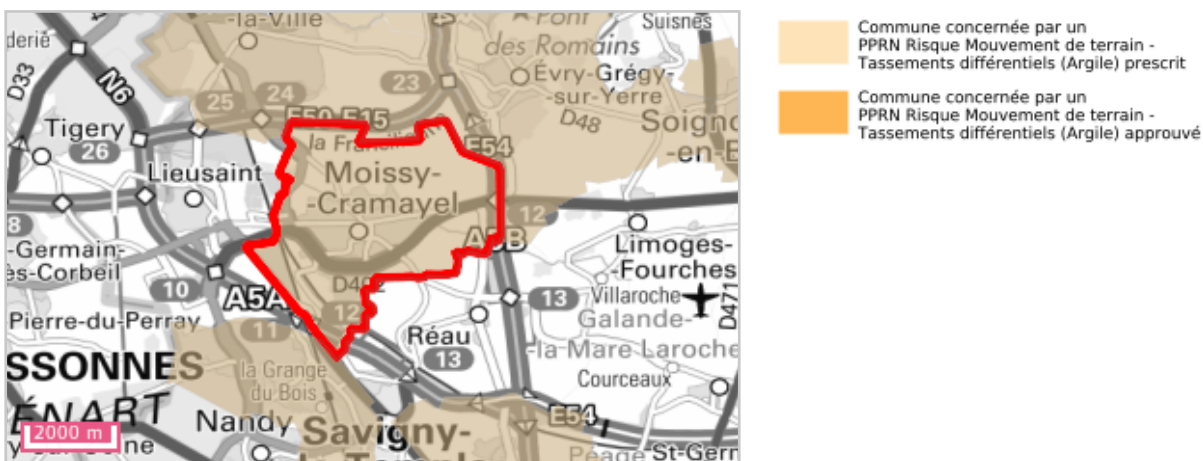 -la-Ville
Pont
Suisnes
derie
des Romains
D33
N6
23
Évry-Grégy-
-sur-Yerre
25
24
E50-E15
D48
Tigery
la Francilienne
E54
Soigno
26
-en-B
Lieusaint
Moissy-
-Cramayel
12
8
A5B
Limoges-
-Fourches
-Germain-
ès-Corbeil
D402
10
A5A
13
Villaroche
D471
Galande-
Pierre-du-Perray
11
12
Réau
-la Mare Laroche
13
SSONNES
la Grange
du Bois
Courceaux
ÉNART
Nandy
Savigny-
E54
2000 m
Péage
St-Germ
Commune concernée par un
PPRN Risque Mouvement de terrain -
Tassements différentiels (Argile) prescrit
Commune concernée par un
PPRN Risque Mouvement de terrain -
Tassements différentiels (Argile) approuvé